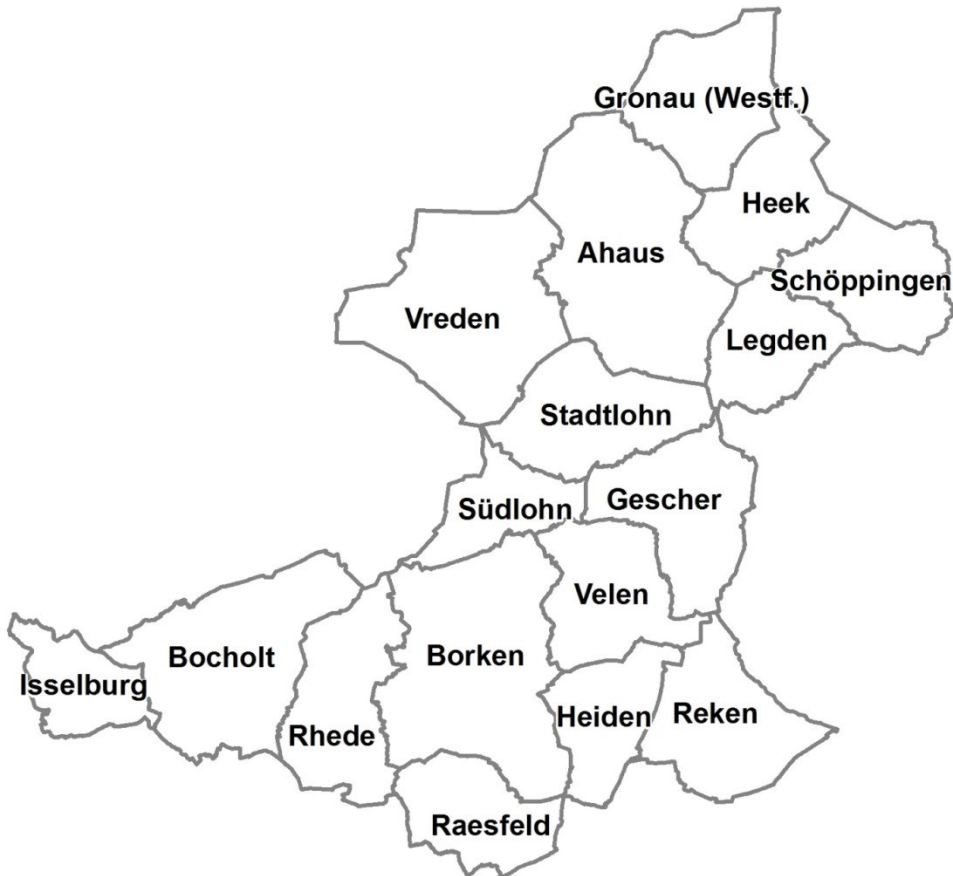 Gronau (Westf.)
Heek
Ahaus
Schöppingen
Vreden
Legden
Stadtlohn
Gescher
Südlohn
Velen
Bocholt
Borken
Isselburg
Heiden
Reken
Rhede
Raesfeld